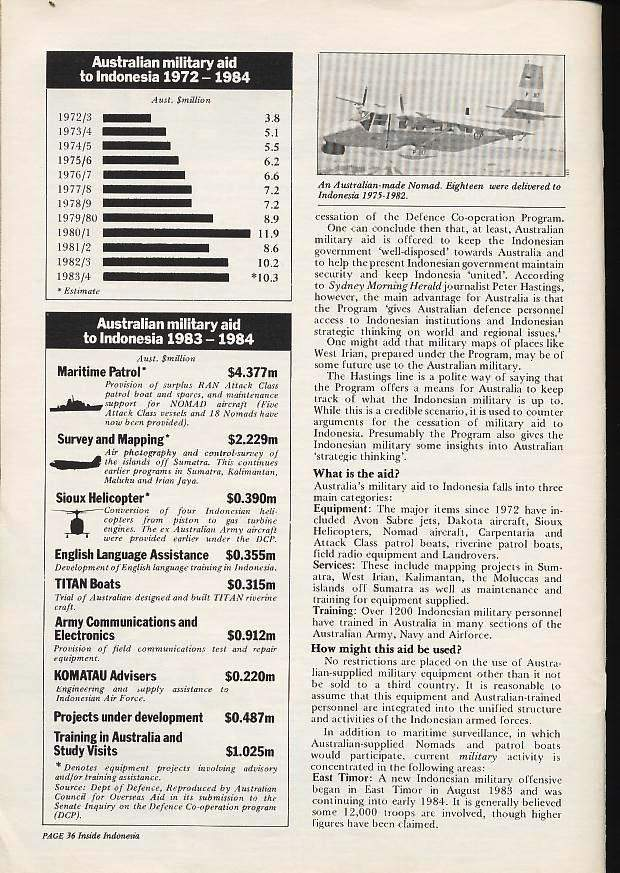 Australian military aid
to Indonesia 1972 – 1984
Aust. $million
1972/3 3.8
1973/4 5.1
1974/5 5.5
1975/6 6.2
1976/7 6.6
1977/8 7.2
1978/9 7.2
1979/80 8.9
1980/1 11.9
1981/2 8.6
1982/3 10.2
1983/4 *10.3
* Estimate
Australian military aid
to Indonesia 1983 – 1984
Aust. $million
Maritime Patrol* $4.377m
Provision of surplus RAN Attack Class
patrol boat and spares, and maintenance
support for NOMAD aircraft (Five
Attack Class vessels and 18 Nomads have
now been provided).
Survey and Mapping* $2.229m
Air photography and control-survey of
the islands off Sumatra. This continues
earlier programs in Sumatra, Kalimantan,
Maluku and Irian Jaya.
Sioux Helicopter* $0.390m
Conversion of four Indonesian heli-
copters from piston to gas turbine
engines. The ex Australian Army aircraft
were provided earlier under the DCP.
English Language Assistance $0.355m
Development of English language training in Indonesia.
TITAN Boats $0.315m
Trial of Australian designed and built TITAN riverine
craft.
Army Communications and
Electronics $0.912m
Provision of field communications test and repair
equipment.
KOMATAU Advisers $0.220m
Engineering and supply assistance to
Indonesian Air Force.
Projects under development $0.487m
Training in Australia and
Study Visits $1.025m
* Denotes equipment projects involving advisory
and/or training assistance.
Source: Dept of Defence, Reproduced by Australian
Council for Overseas Aid in its submission to the
Senate Inquiry on the Defence Co-operation program
(DCP).
PAGE 36 Inside Indonesia
An Australian-made Nomad. Eighteen were delivered to
Indonesia 1975-1982.
cessation of the Defence Co-operation Program.
One can conclude then that, at least, Australian
military aid is offered to keep the Indonesian
government 'well-disposed' towards Australia and
to help the present Indonesian government maintain
security and keep Indonesia 'united'. According
to Sydney Morning Herald journalist Peter Hastings,
however, the main advantage for Australia is that
the Program 'gives Australian defence personnel
access to Indonesian institutions and Indonesian
strategic thinking on world and regional issues.'
One might add that military maps of places like
West Irian, prepared under the Program, may be of
some future use to the Australian military.
The Hastings line is a polite way of saying that
the Program offers a means for Australia to keep
track of what the Indonesian military is up to.
While this is a credible scenario, it is used to counter
arguments for the cessation of military aid to
Indonesia. Presumably the Program also gives the
Indonesian military some insights into Australian
'strategic thinking'.
What is the aid?
Australia's military aid to Indonesia falls into three
main categories:
Equipment: The major items since 1972 have in-
cluded Avon Sabre jets, Dakota aircraft, Sioux
Helicopters, Nomad aircraft, Carpentaria and
Attack Class patrol boats, riverine patrol boats,
field radio equipment and Landrovers.
Services: These include mapping projects in Sum-
atra, West Irian, Kalimantan, the Moluccas and
islands off Sumatra as well as maintenance and
training for equipment supplied.
Training: Over 1200 Indonesian military personnel
have trained in Australia in many sections of the
Australian Army, Navy and Airforce.
How might this aid be used?
No restrictions are placed on the use of Austra-
lian-supplied military equipment other than it not
be sold to a third country. It is reasonable to
assume that this equipment and Australian-trained
personnel are integrated into the unified structure
and activities of the Indonesian armed forces.
In addition to maritime surveillance, in which
Australian-supplied Nomads and patrol boats
would participate, current military activity is
concentrated in the following areas:
East Timor: A new Indonesian military offensive
began in East Timor in August 1983 and was
continuing into early 1984. It is generally believed
some 12,000 troops are involved, though higher
figures have been claimed.